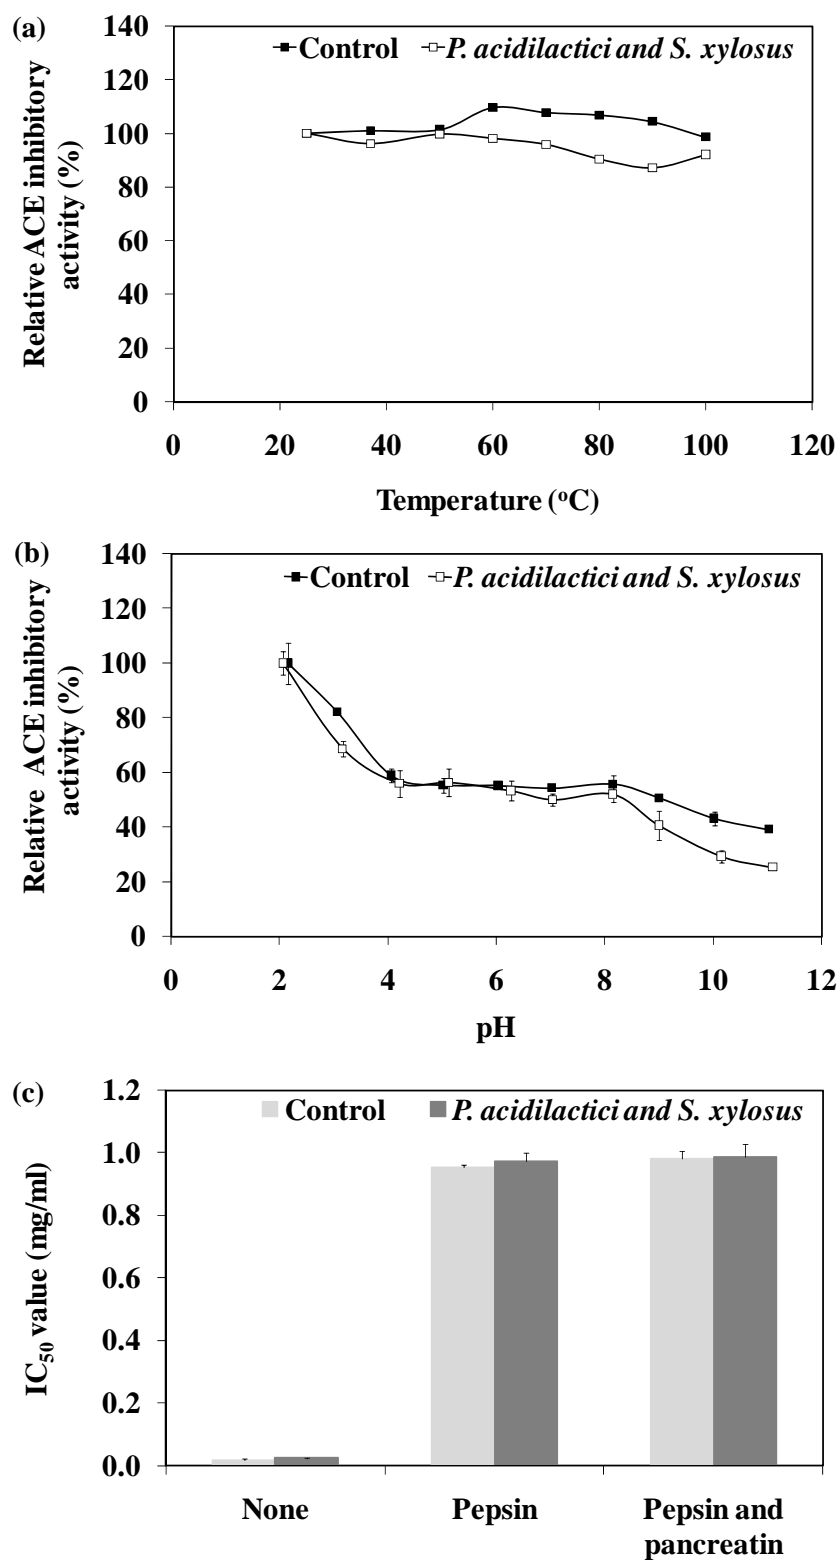 (a)
Control P. acidilactici and S. xylosus
Relative ACE inhibitory
activity (%)
140
120
100
80
60
40
20
0
0 20 40 60 80 100 120
Temperature (°C)
(b)
Control P. acidilactici and S. xylosus
Relative ACE inhibitory
activity (%)
140
120
100
80
60
40
20
0
0 2 4 6 8 10 12
pH
(c)
Control P. acidilactici and S. xylosus
IC50 value (mg/ml)
1.2
1.0
0.8
0.6
0.4
0.2
0.0
None Pepsin Pepsin and
pancreatin